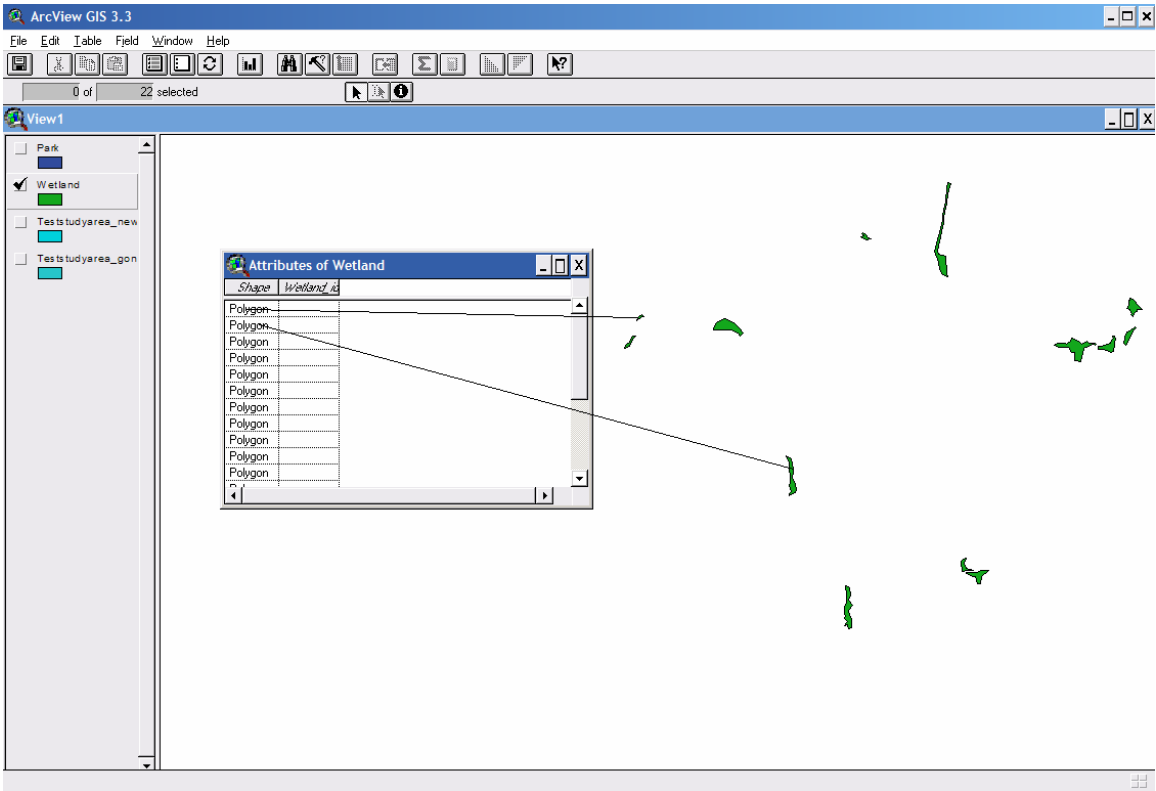 ArcView GIS 3.3
File Edit Table Field Window Help
0 of 22 selected
View1
Park
Wetland
Teststudyarea_new
Teststudyarea_gon
Attributes of Wetland
Shape Wetland_id
Polygon
Polygon
Polygon
Polygon
Polygon
Polygon
Polygon
Polygon
Polygon
Polygon
Polygon